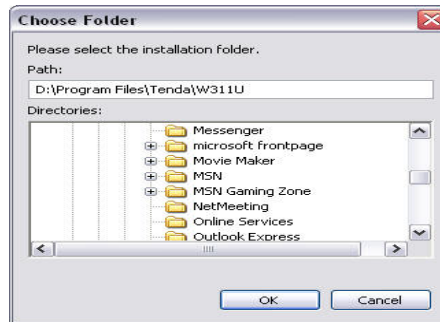 Choose Folder
Please select the installation folder.
Path:
D:\Program Files\Tenda\W311U
Directories:
Messenger
microsoft frontpage
Movie Maker
MSN
MSN Gaming Zone
NetMeeting
Online Services
Outlook Express
OK Cancel